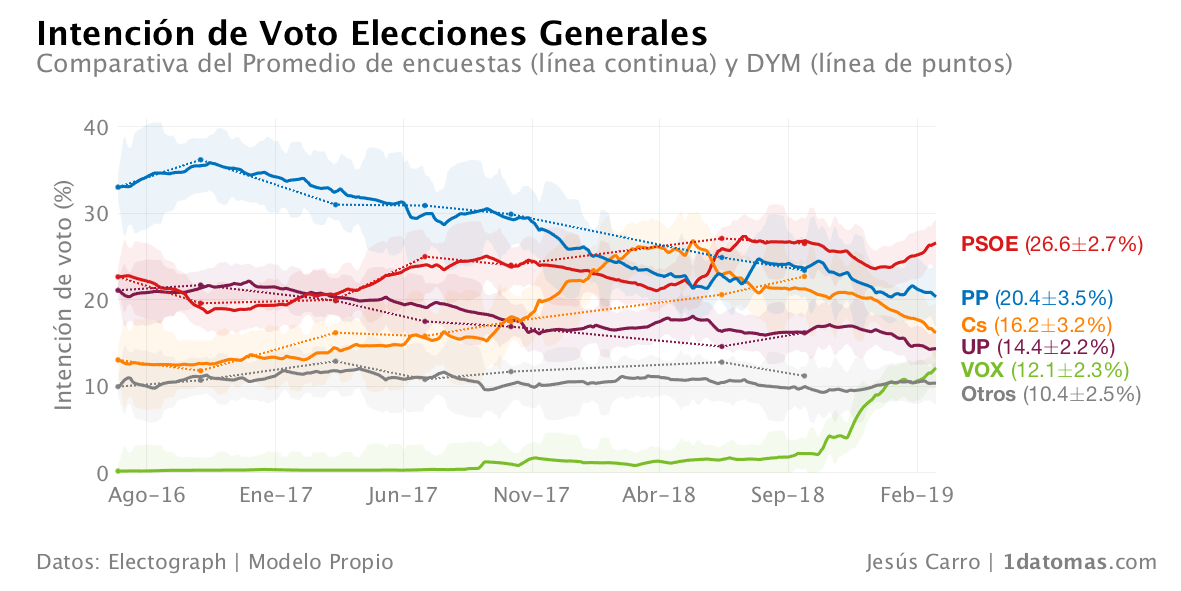 Intención de Voto Elecciones Generales
Comparativa del Promedio de encuestas (línea continua) y DYM (línea de puntos)
Intención de voto (%)
40
30
20
10
0
Ago-16 Ene-17 Jun-17 Nov-17 Abr-18 Sep-18 Feb-19
PSOE (26.6±2.7%)
PP (20.4±3.5%)
Cs (16.2±3.2%)
UP (14.4±2.2%)
VOX (12.1±2.3%)
Otros (10.4±2.5%)
Datos: Electograph | Modelo Propio
Jesús Carro | 1datomas.com